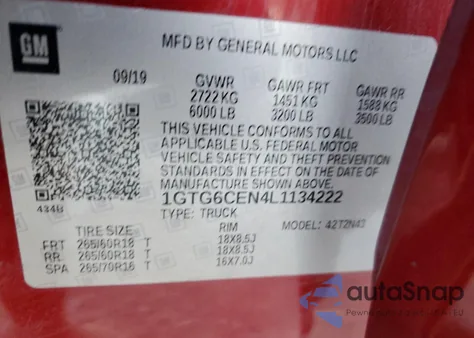 GM
MFD BY GENERAL MOTORS LLC
09/19 GVWR GAWR FRT GAWR RR
2722 KG 1451 KG 1588 KG
6000 LB 3200 LB 3500 LB
THIS VEHICLE CONFORMS TO ALL
APPLICABLE U.S. FEDERAL MOTOR
VEHICLE SAFETY AND THEFT PREVENTION
STANDARDS IN EFFECT ON THE DATE OF
MANUFACTURE SHOWN ABOVE.
1GTG6CEN4L1134222
434B TYPE: TRUCK MODEL: 42T2N43
TIRE SIZE RIM
FRT 265/60R18 T 18X8.5J
RR. 265/60R18 T 18X8.5J
SPA 265/70R16 T 16X7.0J
autoSnap